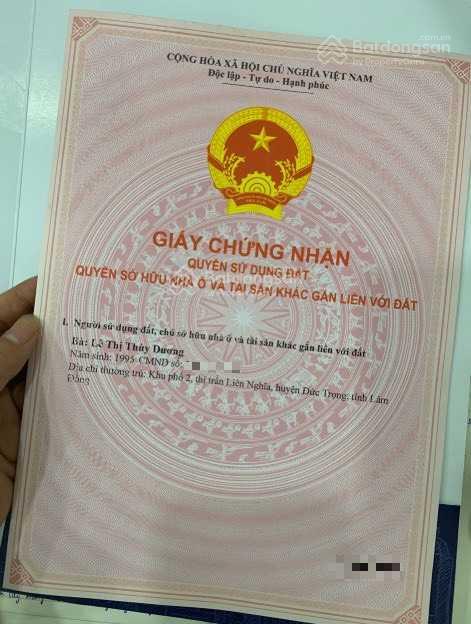 Batdongsan
.com.vn
by PropertyGuru
CỘNG HÒA XÃ HỘI CHỦ NGHĨA VIỆT NAM
Độc lập - Tự do - Hạnh phúc
GIẤY CHỨNG NHẬN
QUYỀN SỬ DỤNG ĐẤT
QUYỀN SỞ HỮU NHÀ Ở VÀ TÀI SẢN KHÁC GẮN LIỀN VỚI ĐẤT
I. Người sử dụng đất, chủ sở hữu nhà ở và tài sản khác gắn liền với đất
Bà: Lê Thị Thùy Dương
Năm sinh: 1995 CMND số:
Địa chỉ thường trú: Khu phố 2, thị trấn Liên Nghĩa, huyện Đức Trọng, tỉnh Lâm
Đồng